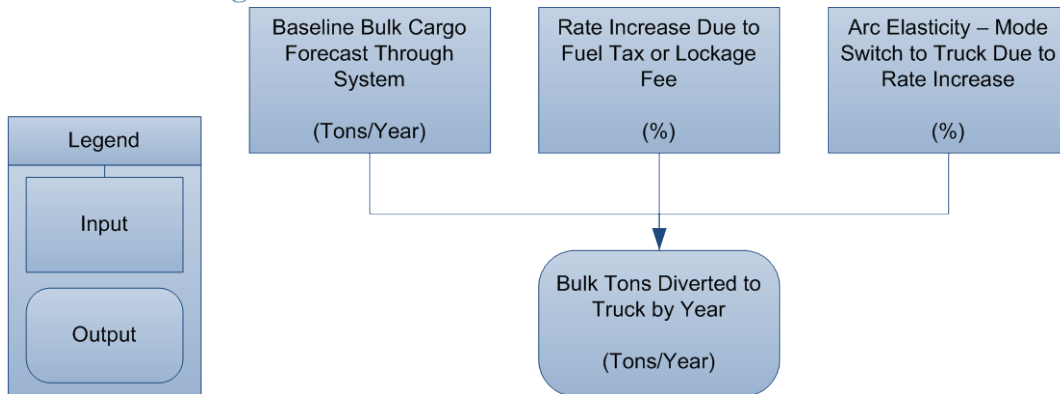 Baseline Bulk Cargo
Forecast Through
System
(Tons/Year)
Rate Increase Due to
Fuel Tax or Lockage
Fee
(%)
Arc Elasticity – Mode
Switch to Truck Due to
Rate Increase
(%)
Legend
Input
Output
Bulk Tons Diverted to
Truck by Year
(Tons/Year)